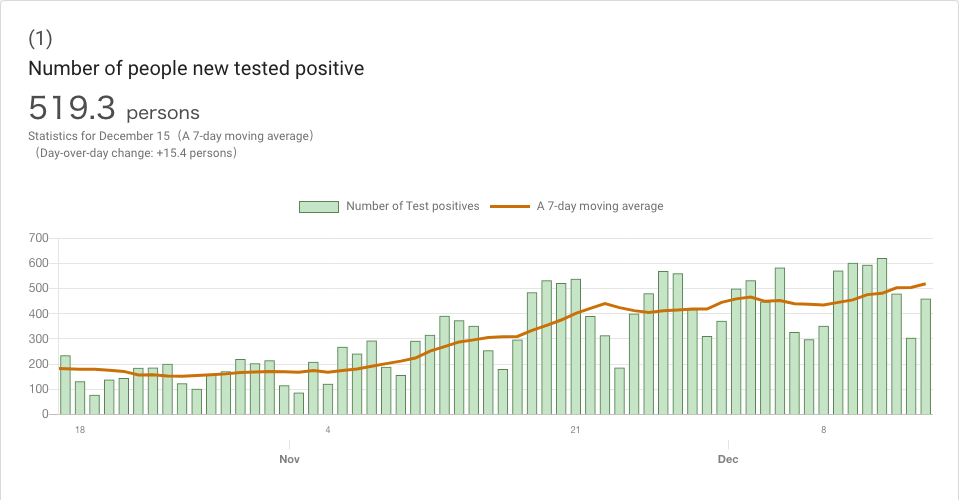 (1)
Number of people new tested positive
519.3 persons
Statistics for December 15（A 7-day moving average）
（Day-over-day change: +15.4 persons）
Number of Test positives A 7-day moving average
700
600
500
400
300
200
100
0
18 4 21 8
Nov Dec